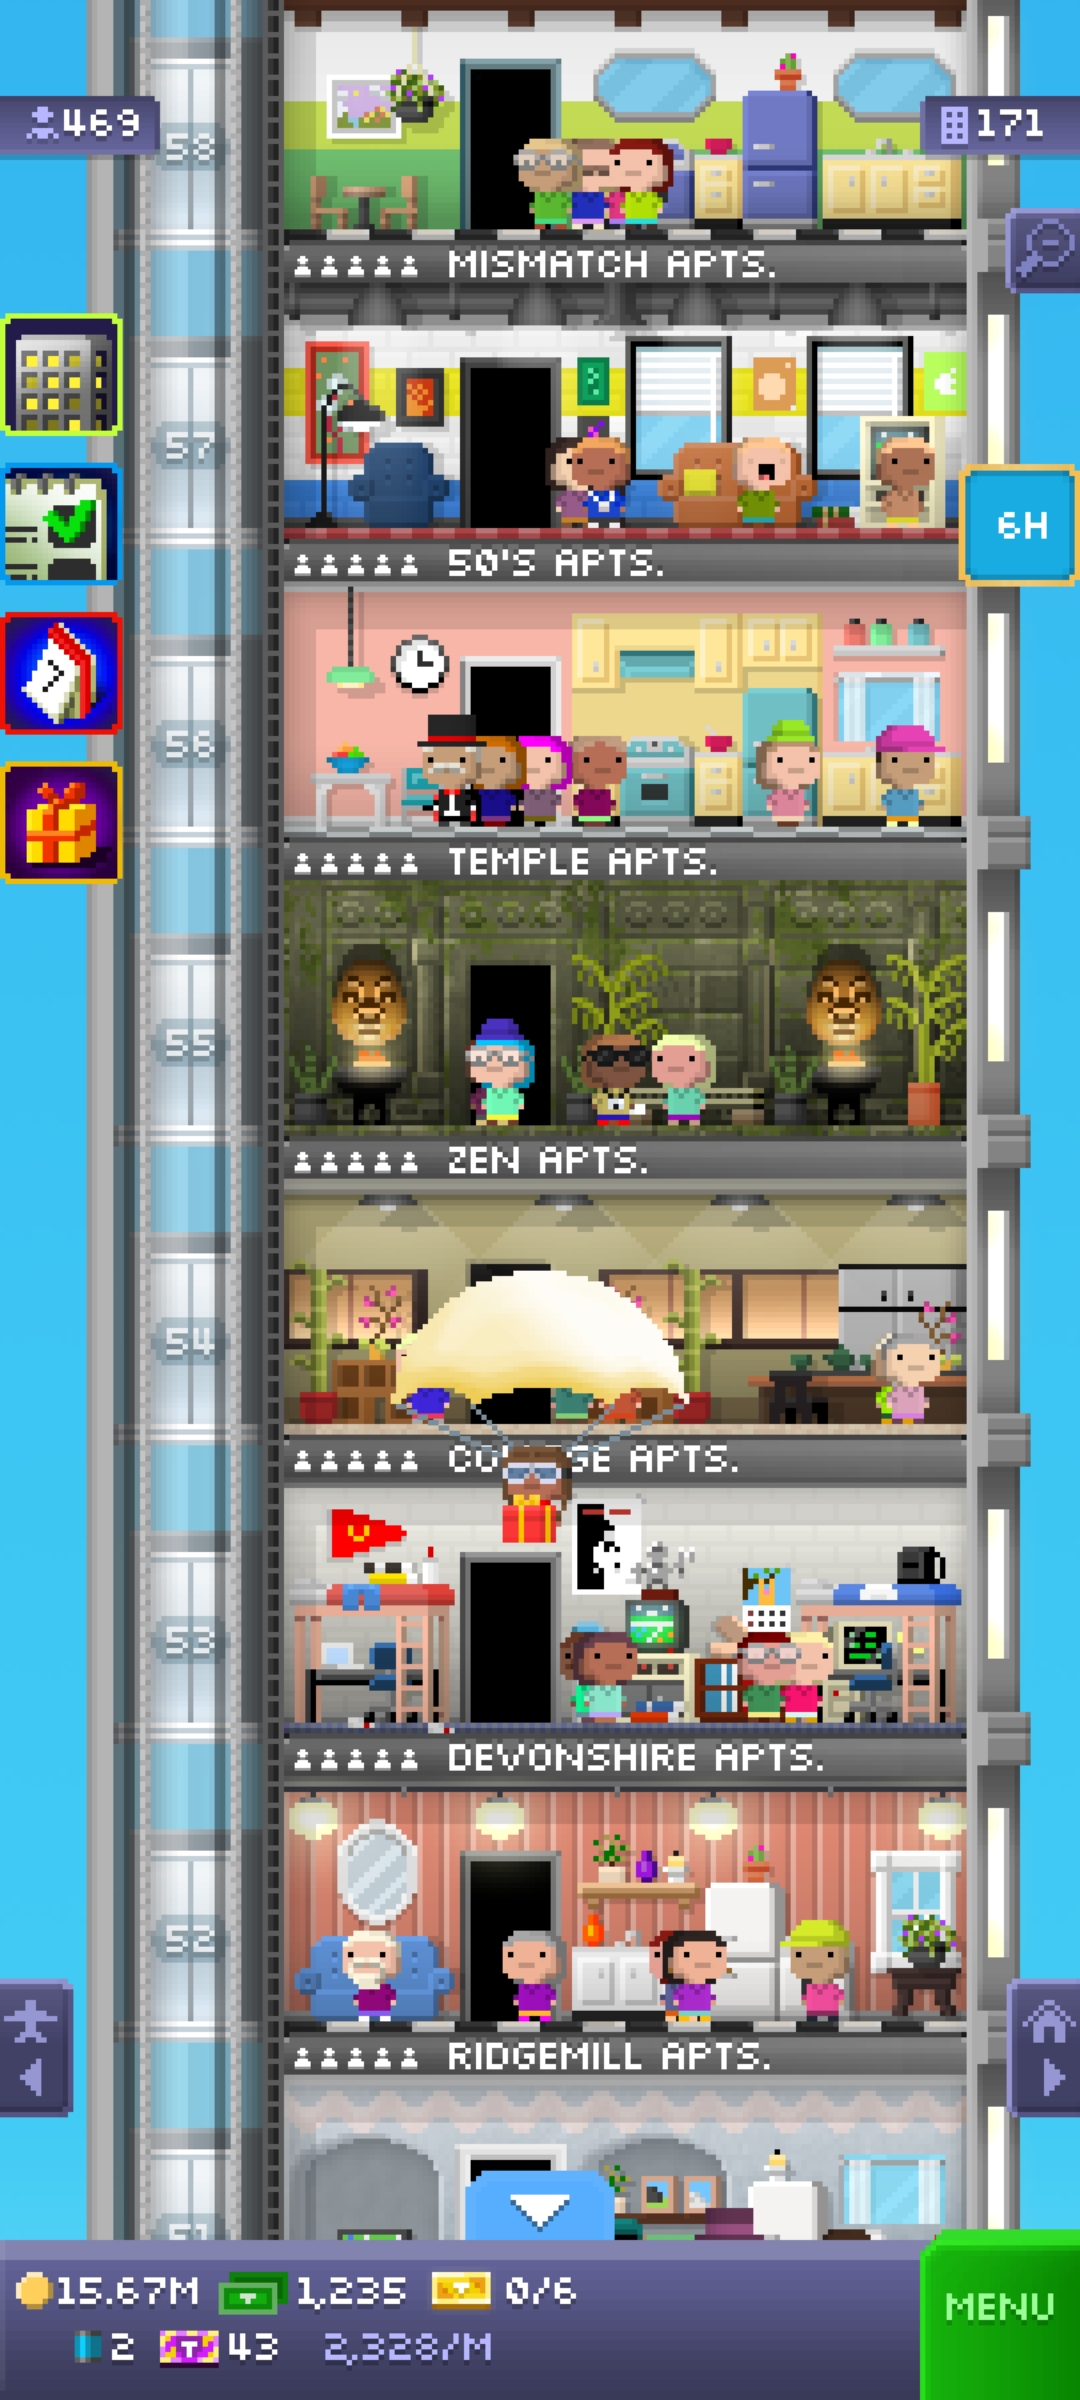 469
58
171
MISMATCH APTS.
57
6H
50'S APTS.
56
TEMPLE APTS.
55
ZEN APTS.
54
CO GE APTS.
53
DEVONSHIRE APTS.
52
RIDGEMILL APTS.
51
15.67M 1,235 0/6
MENU
2 43 2,328/M